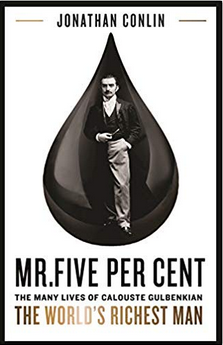 JONATHAN CONLIN
MR.FIVE PER CENT
THE MANY LIVES OF CALOUSTE GULBENKIAN
THE WORLD'S RICHEST MAN